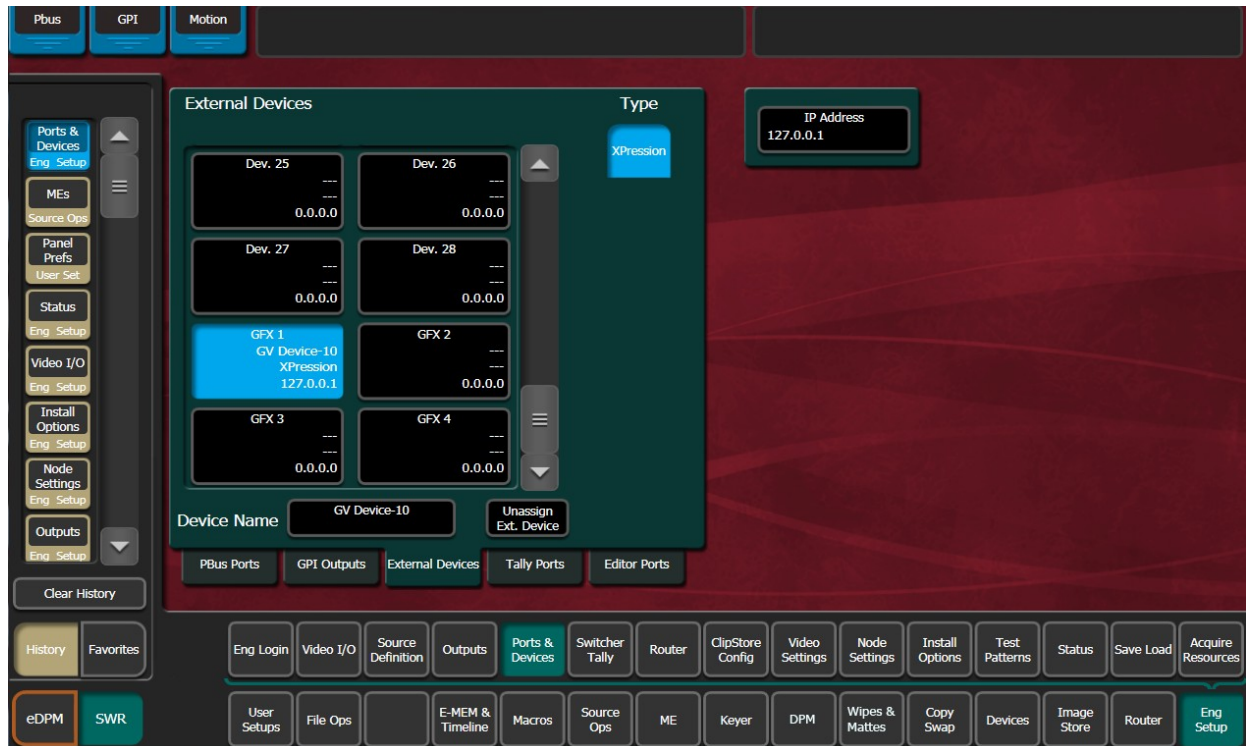 Pbus
GPI
Motion
External Devices
Type
XPression
IP Address
127.0.0.1
Ports &
Devices
Eng Setup
MEs
Source Ops
Panel
Prefs
User Set
Status
Eng Setup
Video I/O
Eng Setup
Install
Options
Eng Setup
Node
Settings
Eng Setup
Outputs
Eng Setup
Clear History
History
Favorites
eDPM
SWR
Dev. 25
---
---
0.0.0.0
Dev. 26
---
---
0.0.0.0
Dev. 27
---
---
0.0.0.0
Dev. 28
---
---
0.0.0.0
GFX 1
GV Device-10
XPression
127.0.0.1
GFX 2
---
---
0.0.0.0
GFX 3
---
---
0.0.0.0
GFX 4
---
---
0.0.0.0
Device Name
GV Device-10
Unassign
Ext. Device
PBus Ports
GPI Outputs
External Devices
Tally Ports
Editor Ports
Eng Login
Video I/O
Source
Definition
Outputs
Ports &
Devices
Switcher
Tally
Router
ClipStore
Config
Video
Settings
Node
Settings
Install
Options
Test
Patterns
Status
Save Load
Acquire
Resources
User
Setups
File Ops
E-MEM &
Timeline
Macros
Source
Ops
ME
Keyer
DPM
Wipes &
Mattes
Copy
Swap
Devices
Image
Store
Router
Eng
Setup